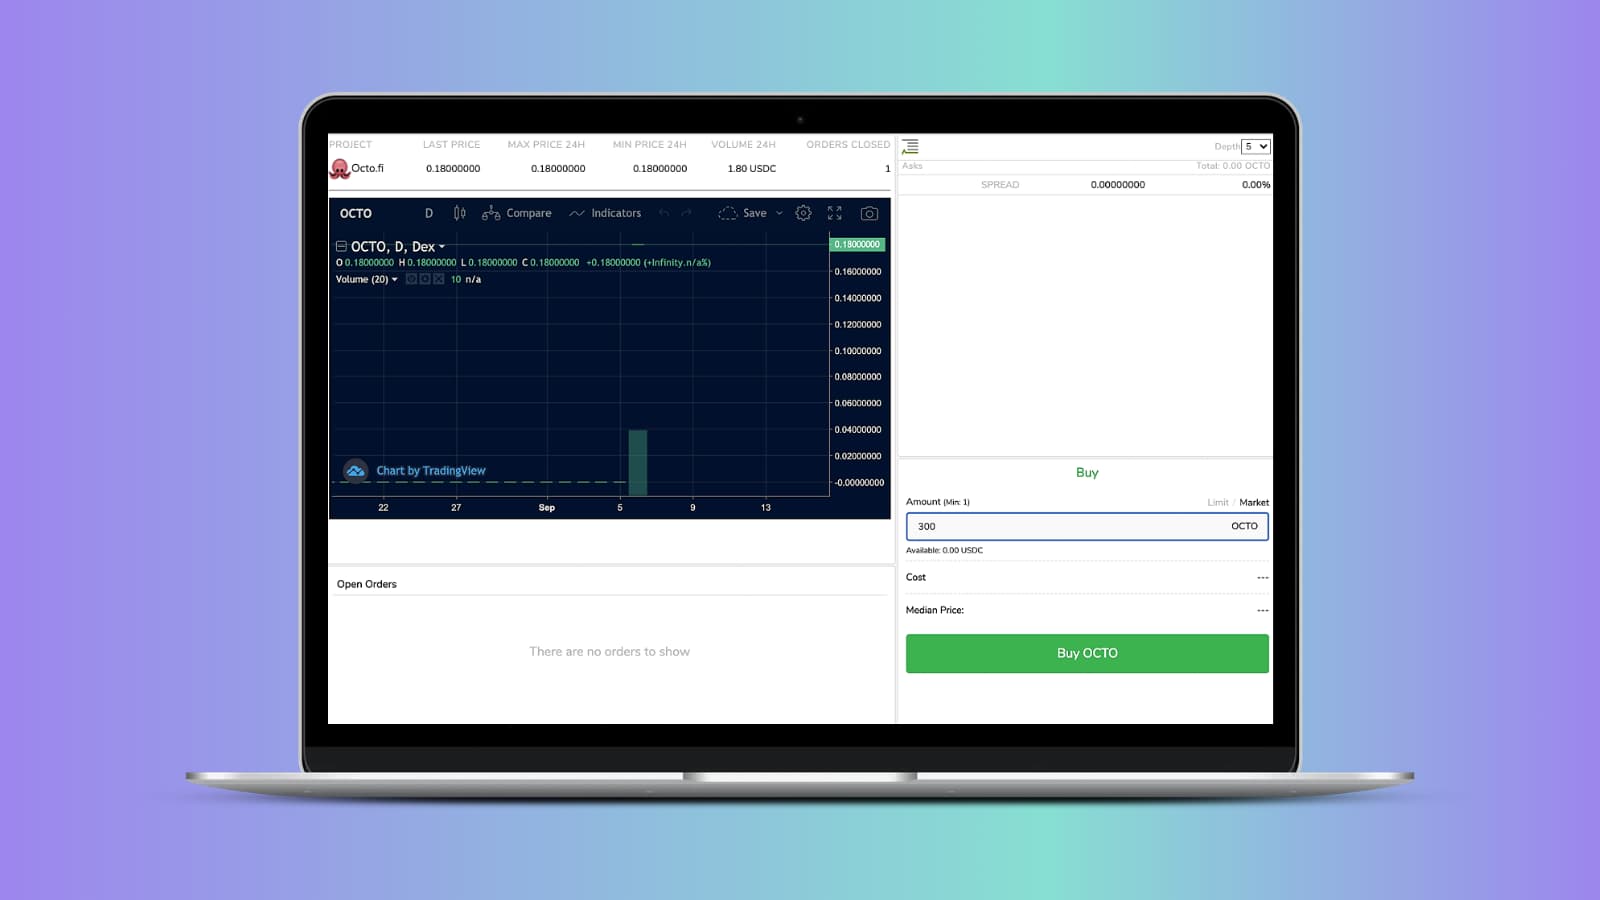 PROJECT LAST PRICE MAX PRICE 24H MIN PRICE 24H VOLUME 24H ORDERS CLOSED
Octo.fi 0.18000000 0.18000000 0.18000000 1.80 USDC 1
OCTO D Compare Indicators Save
OCTO, D, Dex
O 0.18000000 H 0.18000000 L 0.18000000 C 0.18000000 +0.18000000 (+Infinity.n/a%)
Volume (20) 10 n/a
0.18000000
0.16000000
0.14000000
0.12000000
0.10000000
0.08000000
0.06000000
0.04000000
0.02000000
-0.00000000
Chart by TradingView
22 27 Sep 5 9 13
Open Orders
There are no orders to show
Depth 5
Asks Total: 0.00 OCTO
SPREAD 0.00000000 0.00%
Buy
Amount (Min: 1) Limit / Market
300 OCTO
Available: 0.00 USDC
Cost ---
Median Price: ---
Buy OCTO